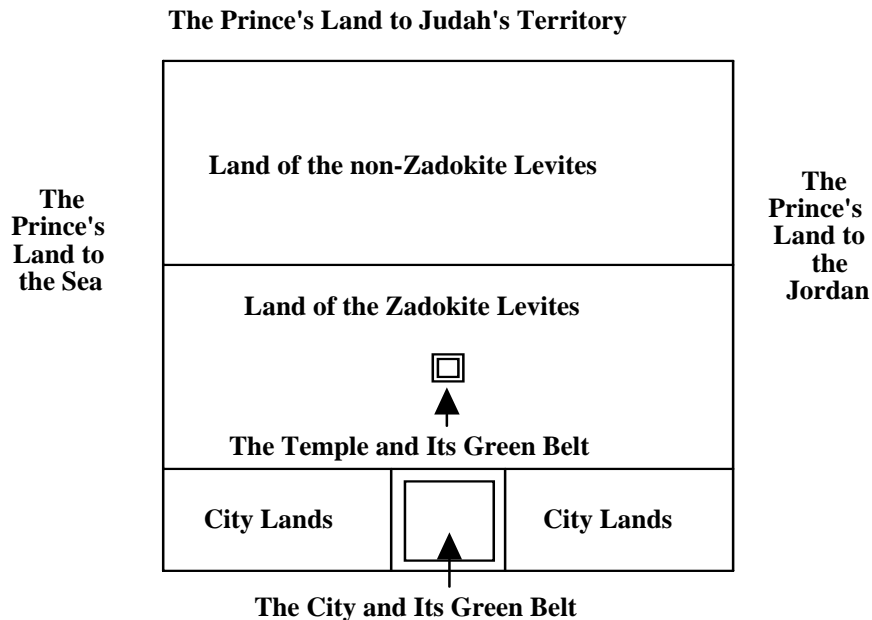 The Prince's Land to Judah's Territory
Land of the non-Zadokite Levites
The
Prince's
Land to
the Sea
The
Prince's
Land to
the
Jordan
Land of the Zadokite Levites
The Temple and Its Green Belt
City Lands
City Lands
The City and Its Green Belt